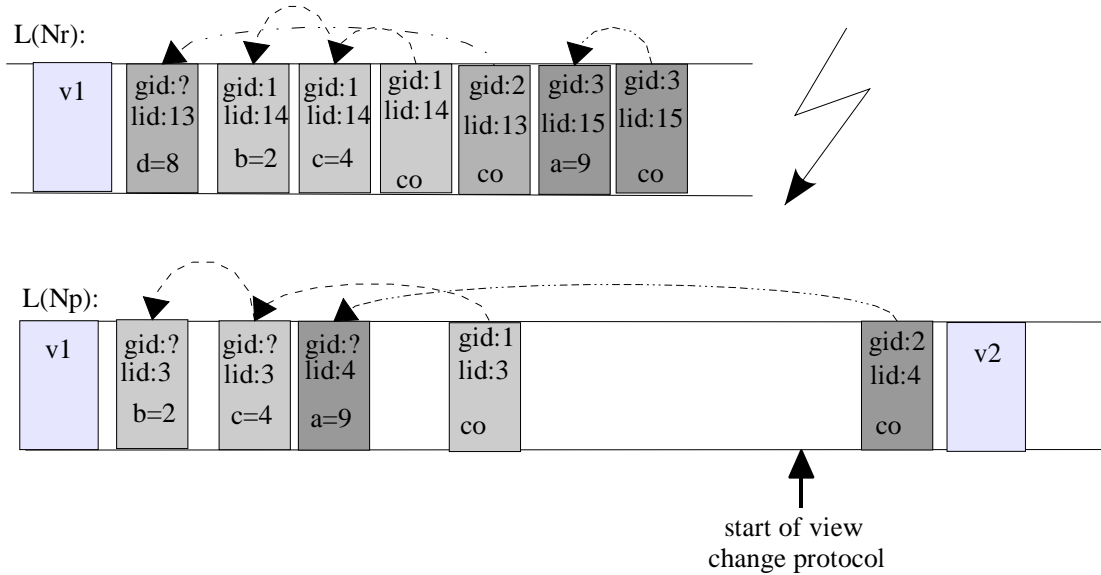 L(Nr):
v1
gid:?
lid:13
d=8
gid:1
lid:14
b=2
gid:1
lid:14
c=4
gid:1
lid:14
co
gid:2
lid:13
co
gid:3
lid:15
a=9
gid:3
lid:15
co
L(Np):
v1
gid:?
lid:3
b=2
gid:?
lid:3
c=4
gid:?
lid:4
a=9
gid:1
lid:3
co
gid:2
lid:4
co
v2
start of view
change protocol